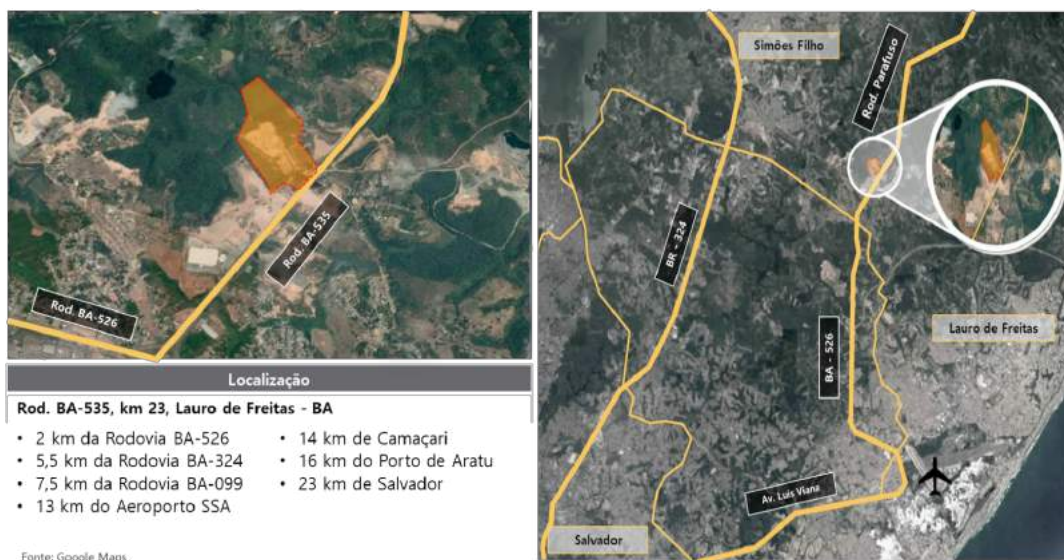 Rod. BA-535
Rod. BA-526
Localização
Rod. BA-535, km 23, Lauro de Freitas - BA
• 2 km da Rodovia BA-526
• 5,5 km da Rodovia BA-324
• 7,5 km da Rodovia BA-099
• 13 km do Aeroporto SSA
• 14 km de Camaçari
• 16 km do Porto de Aratu
• 23 km de Salvador
Fonte: Google Maps
Simões Filho
Rod. Parafuso
BR - 324
Lauro de Freitas
BA - 526
Av. Luis Viana
Salvador